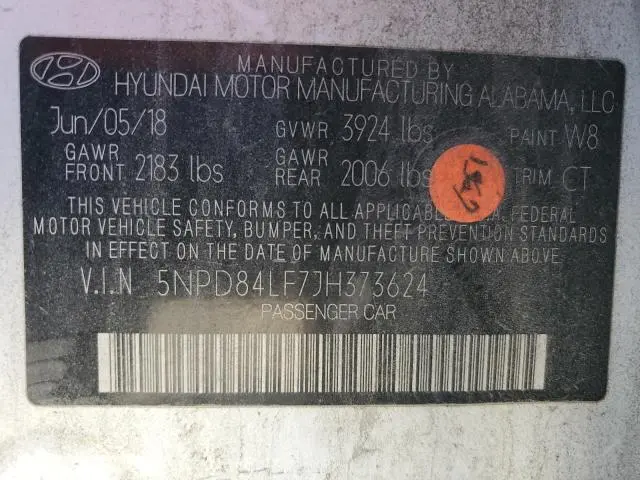 MANUFACTURED BY
HYUNDAI MOTOR MANUFACTURING ALABAMA, LLC
Jun/05/18 GVWR 3924 lbs PAINT W8
GAWR FRONT 2183 lbs GAWR REAR 2006 lbs TRIM CT
THIS VEHICLE CONFORMS TO ALL APPLICABLE FEDERAL
MOTOR VEHICLE SAFETY, BUMPER, AND THEFT PREVENTION
IN EFFECT ON THE DATE OF MANUFACTURE SHOWN ABOVE
V.I.N 5NPD84LF7JH373624
PASSENGER CAR